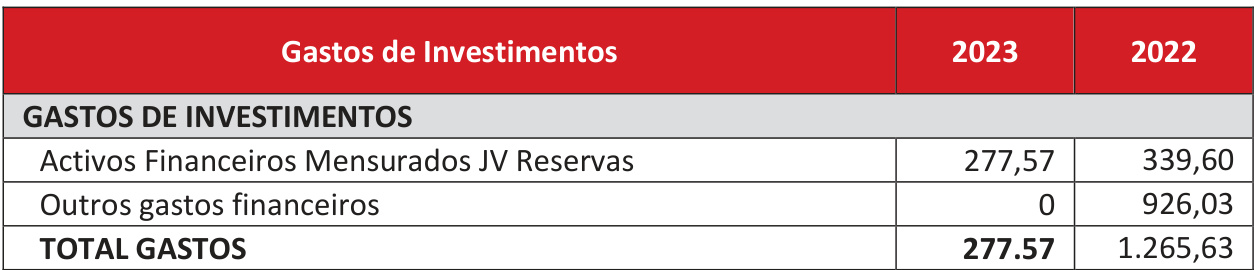 Gastos de Investimentos 2023 2022
GASTOS DE INVESTIMENTOS
Activos Financeiros Mensurados JV Reservas 277,57 339,60
Outros gastos financeiros 0 926,03
TOTAL GASTOS 277.57 1.265,63